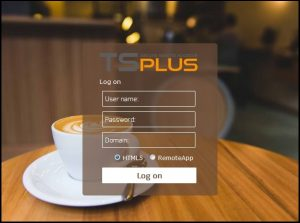 TSPLUS
Log on
User name:
Password:
Domain:
HTML5 RemoteApp
Log on